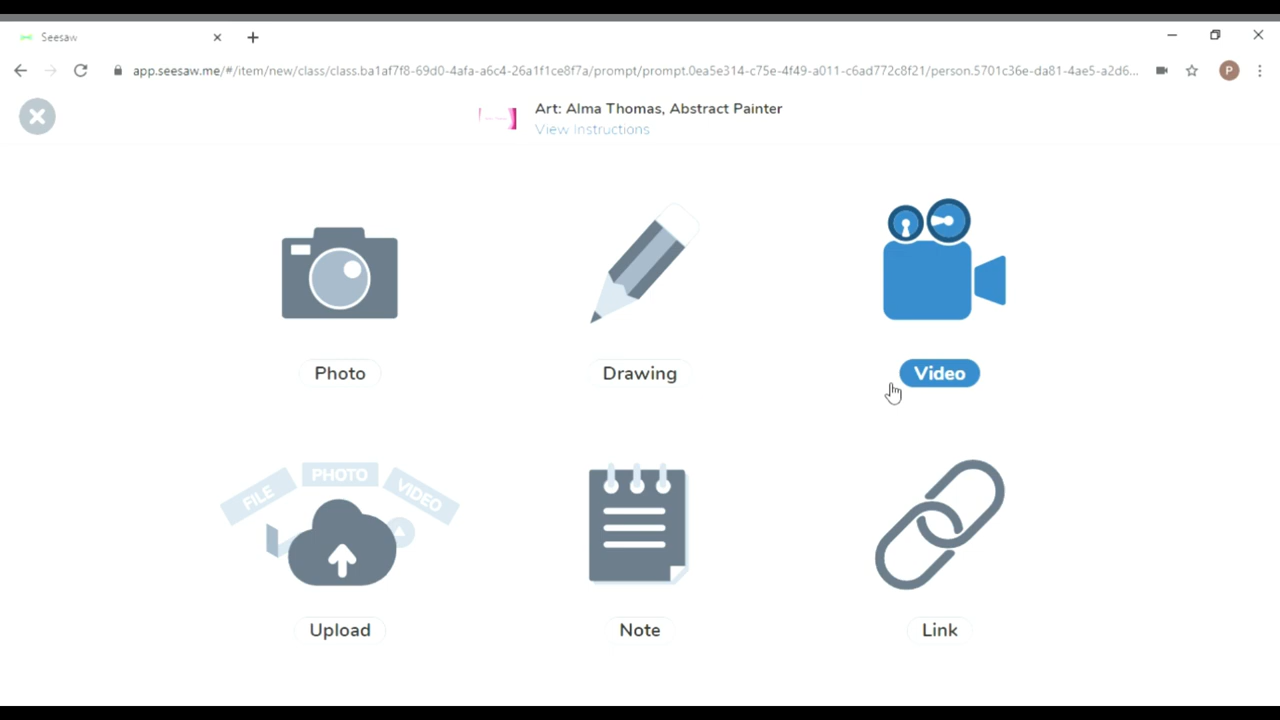 Seesaw
app.seesaw.me/#/item/new/class/class.ba1af7f8-69d0-4afa-a6c4-26a1f1ce8f7a/prompt/prompt.0ea5e314-c75e-4f49-a011-c6ad772c8f21/person.5701c36e-da81-4ae5-a2d6...
P
Art: Alma Thomas, Abstract Painter
View Instructions
Photo
Drawing
Video
FILE
PHOTO
VIDEO
Upload
Note
Link